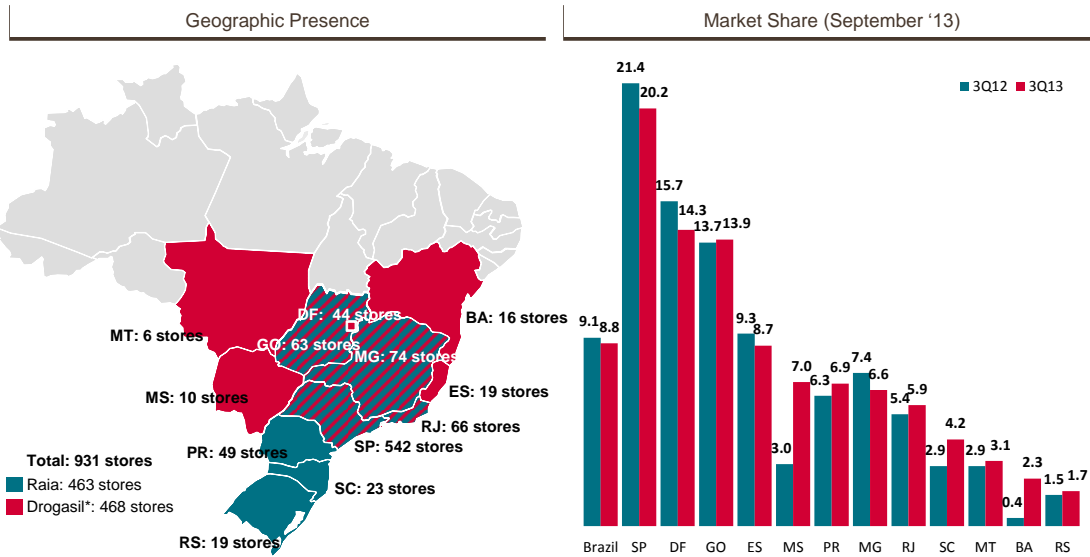 Geographic Presence
DF: 44 stores
BA: 16 stores
MT: 6 stores
GO: 63 stores
MG: 74 stores
MS: 10 stores
ES: 19 stores
RJ: 66 stores
PR: 49 stores
SP: 542 stores
Total: 931 stores
Raia: 463 stores
Drogasil*: 468 stores
SC: 23 stores
RS: 19 stores
Market Share (September ‘13)
3Q12 3Q13
9.1 8.8
21.4 20.2
15.7 14.3
13.7 13.9
9.3 8.7
3.0 7.0
6.3 6.9
7.4 6.6
5.4 5.9
2.9 4.2
2.9 3.1
0.4 2.3
1.5 1.7
Brazil SP DF GO ES MS PR MG RJ SC MT BA RS